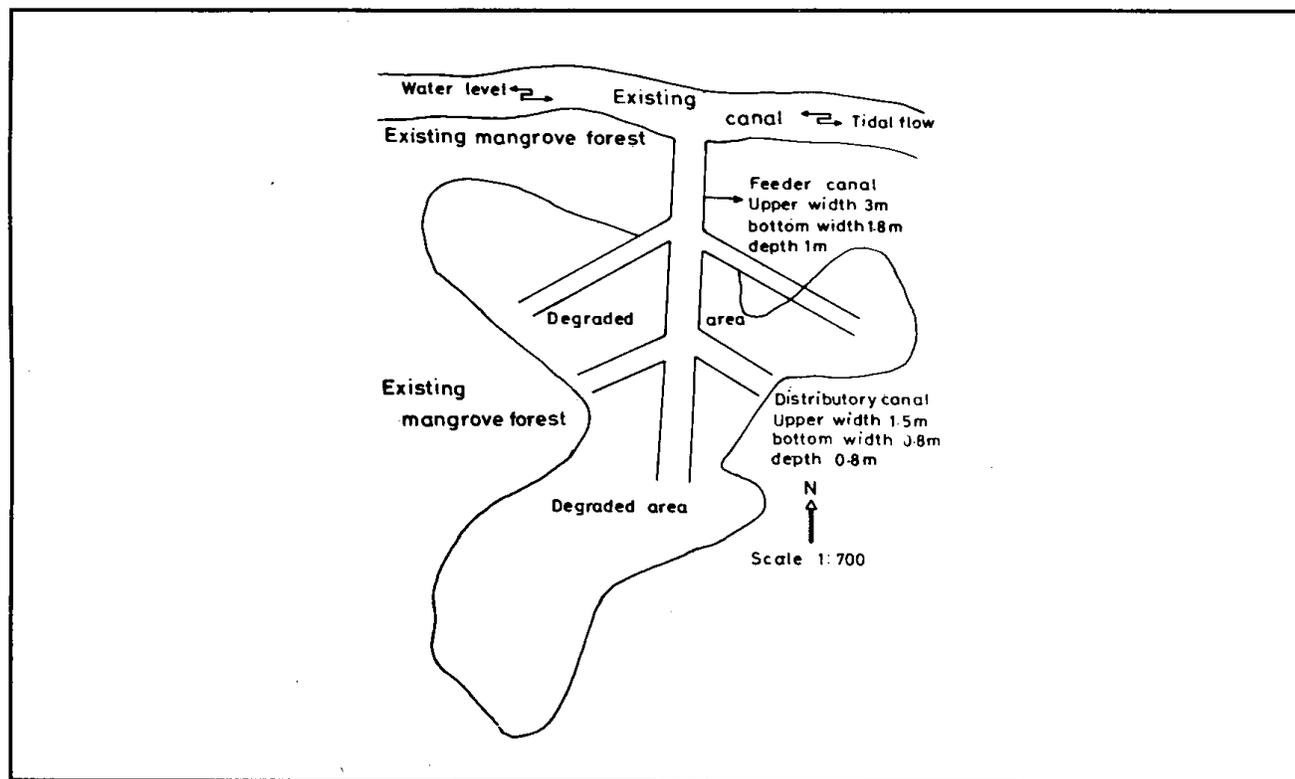 Water level
Existing
canal
Tidal flow
Existing mangrove forest
Feeder canal
Upper width 3m
bottom width 1.8m
depth 1m
Degraded
area
Existing
mangrove forest
Distributory canal
Upper width 1.5m
bottom width 0.8m
depth 0.8m
N
Degraded area
Scale 1:700